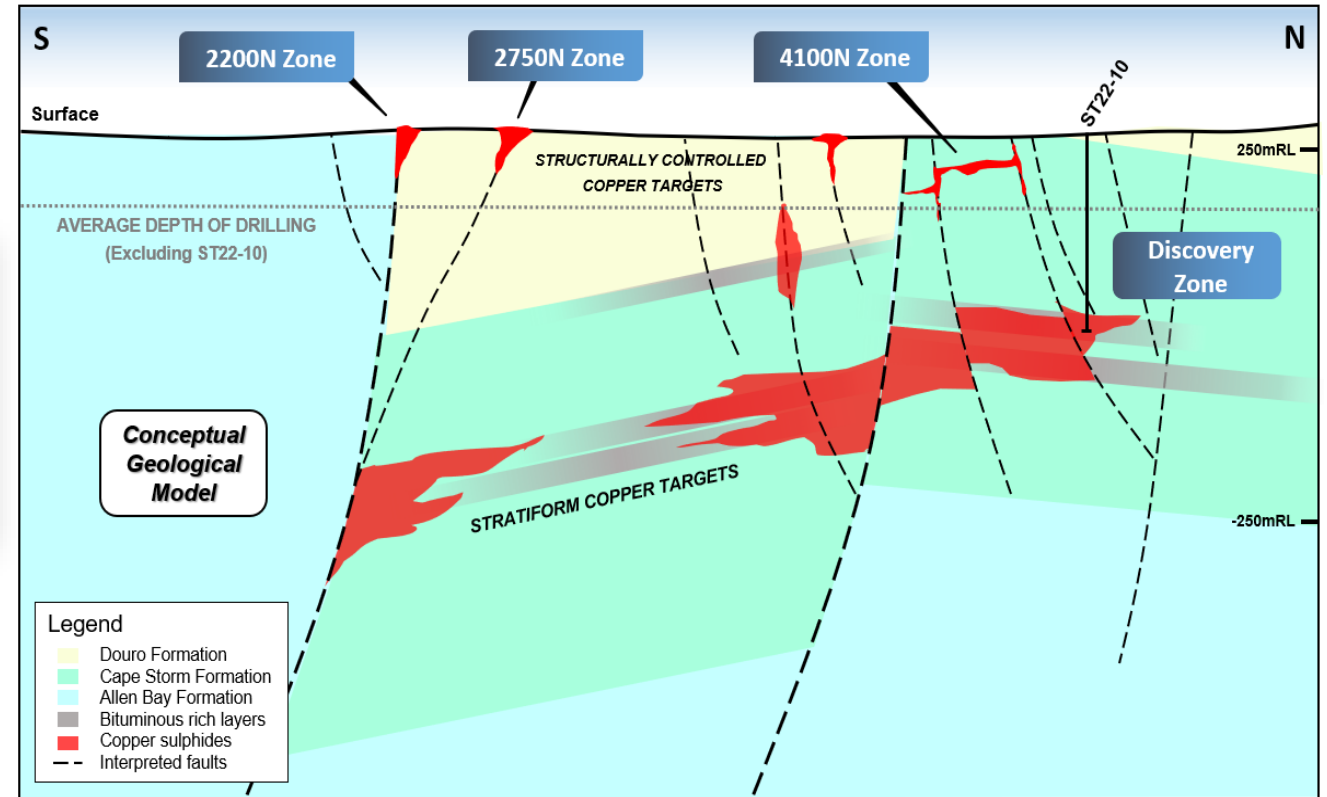 S
2200N Zone
2750N Zone
4100N Zone
N
ST22-10
Surface
250mRL
STRUCTURALLY CONTROLLED
COPPER TARGETS
AVERAGE DEPTH OF DRILLING
(Excluding ST22-10)
Discovery
Zone
Conceptual
Geological
Model
STRATIFORM COPPER TARGETS
-250mRL
Legend
Douro Formation
Cape Storm Formation
Allen Bay Formation
Bituminous rich layers
Copper sulphides
Interpreted faults